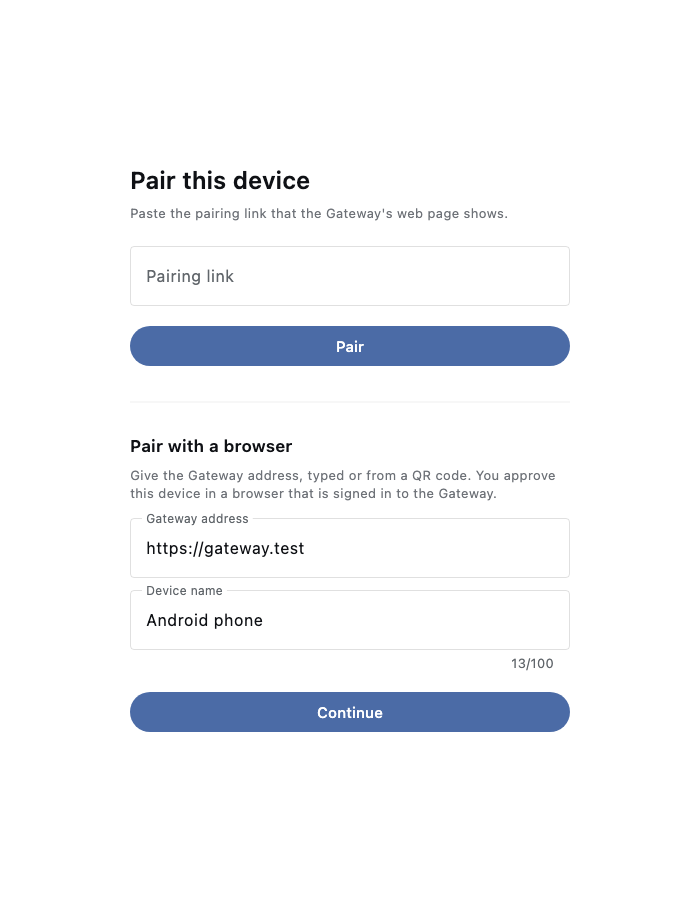 Pair this device
Paste the pairing link that the Gateway's web page shows.
Pairing link
Pair
Pair with a browser
Give the Gateway address, typed or from a QR code. You approve
this device in a browser that is signed in to the Gateway.
Gateway address
https://gateway.test
Device name
Android phone
13/100
Continue